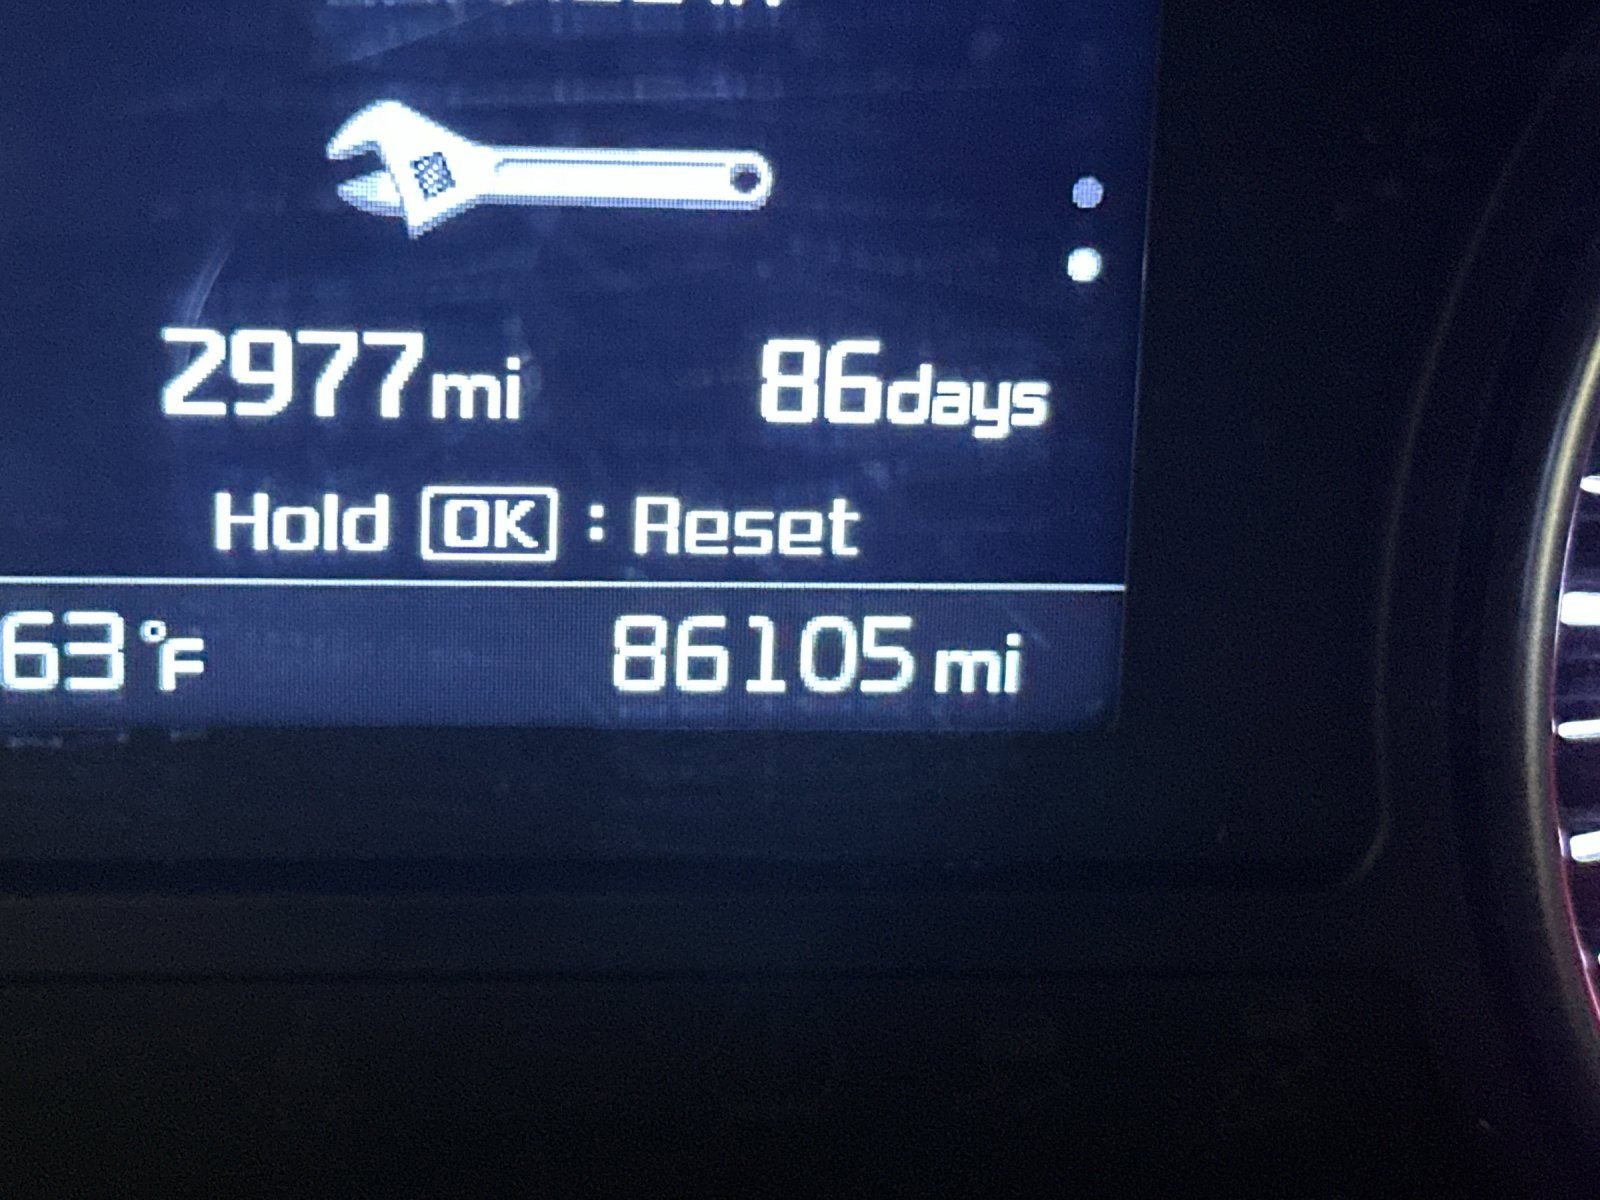 2977mi 86days
Hold OK : Reset
63°F 86105 mi